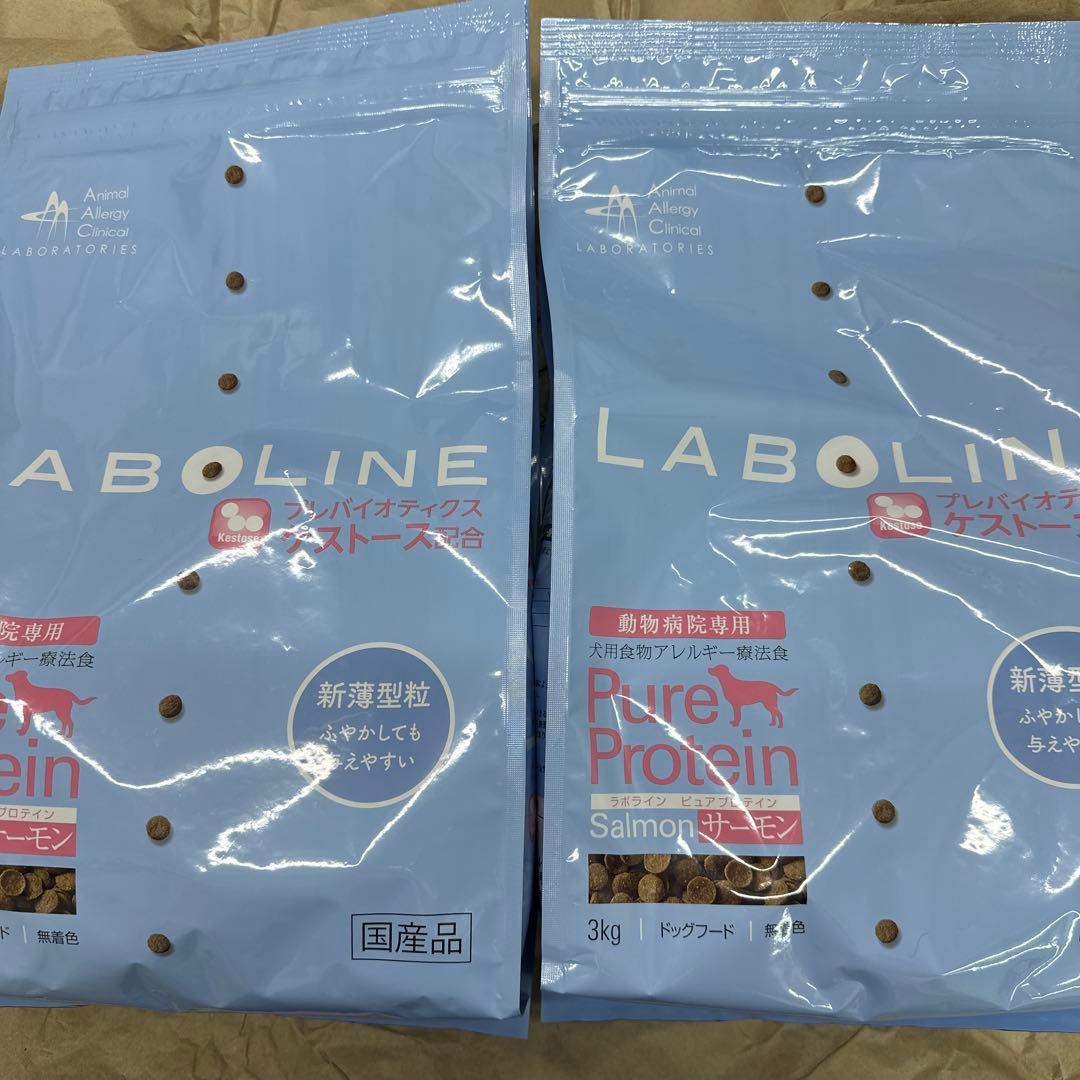 Animal
Allergy
Clinical
LABORATORIES
ABOLINE
Kestose
プレバイオティクス
ケストース配合
院専用
ルギー療法食
e
ein
プロテイン
ーモン
新薄型粒
ふやかしても
与えやすい
ド | 無着色
国産品
Animal
Allergy
Clinical
LABORATORIES
LABOLIN
Kestose
プレバイオテ
ケストース
動物病院専用
犬用食物アレルギー療法食
Pure
Protein
ラボライン ピュアプロテイン
Salmon サーモン
3kg | ドッグフード | 無着色
新薄型
ふやかし
与えや